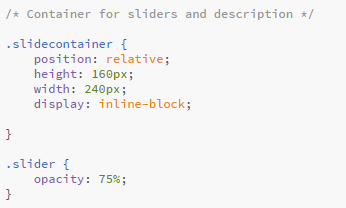 /* Container for sliders and description */

.slidecontainer {
    position: relative;
    height: 160px;
    width: 240px;
    display: inline-block;

}

.slider {
    opacity: 75%;
}